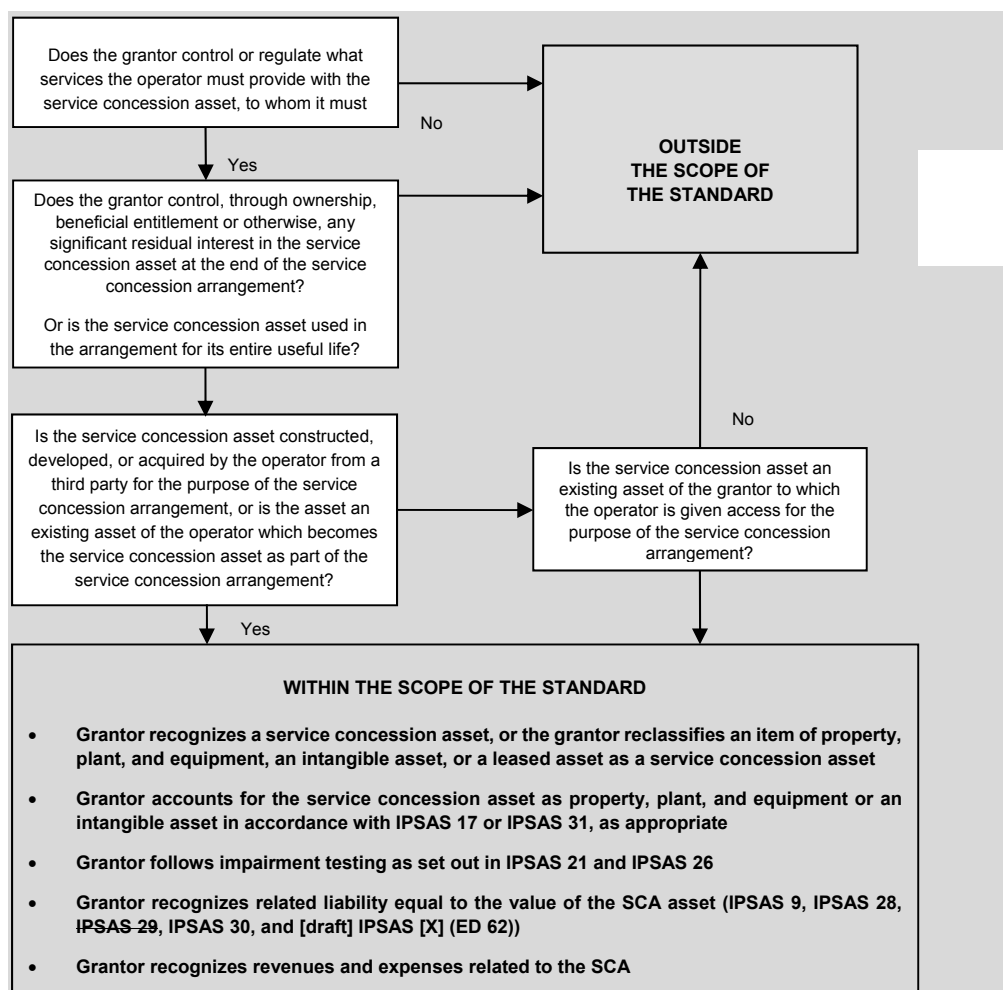 Does the grantor control or regulate what
services the operator must provide with the
service concession asset, to whom it must
No
OUTSIDE
THE SCOPE OF
THE STANDARD
Yes
Does the grantor control, through ownership,
beneficial entitlement or otherwise, any
significant residual interest in the service
concession asset at the end of the service
concession arrangement?
Or is the service concession asset used in
the arrangement for its entire useful life?
No
Is the service concession asset constructed,
developed, or acquired by the operator from a
third party for the purpose of the service
concession arrangement, or is the asset an
existing asset of the operator which becomes
the service concession asset as part of the
service concession arrangement?
Is the service concession asset an
existing asset of the grantor to which
the operator is given access for the
purpose of the service concession
arrangement?
Yes
WITHIN THE SCOPE OF THE STANDARD
• Grantor recognizes a service concession asset, or the grantor reclassifies an item of property,
plant, and equipment, an intangible asset, or a leased asset as a service concession asset
• Grantor accounts for the service concession asset as property, plant, and equipment or an
intangible asset in accordance with IPSAS 17 or IPSAS 31, as appropriate
• Grantor follows impairment testing as set out in IPSAS 21 and IPSAS 26
• Grantor recognizes related liability equal to the value of the SCA asset (IPSAS 9, IPSAS 28,
IPSAS 29, IPSAS 30, and [draft] IPSAS [X] (ED 62))
• Grantor recognizes revenues and expenses related to the SCA